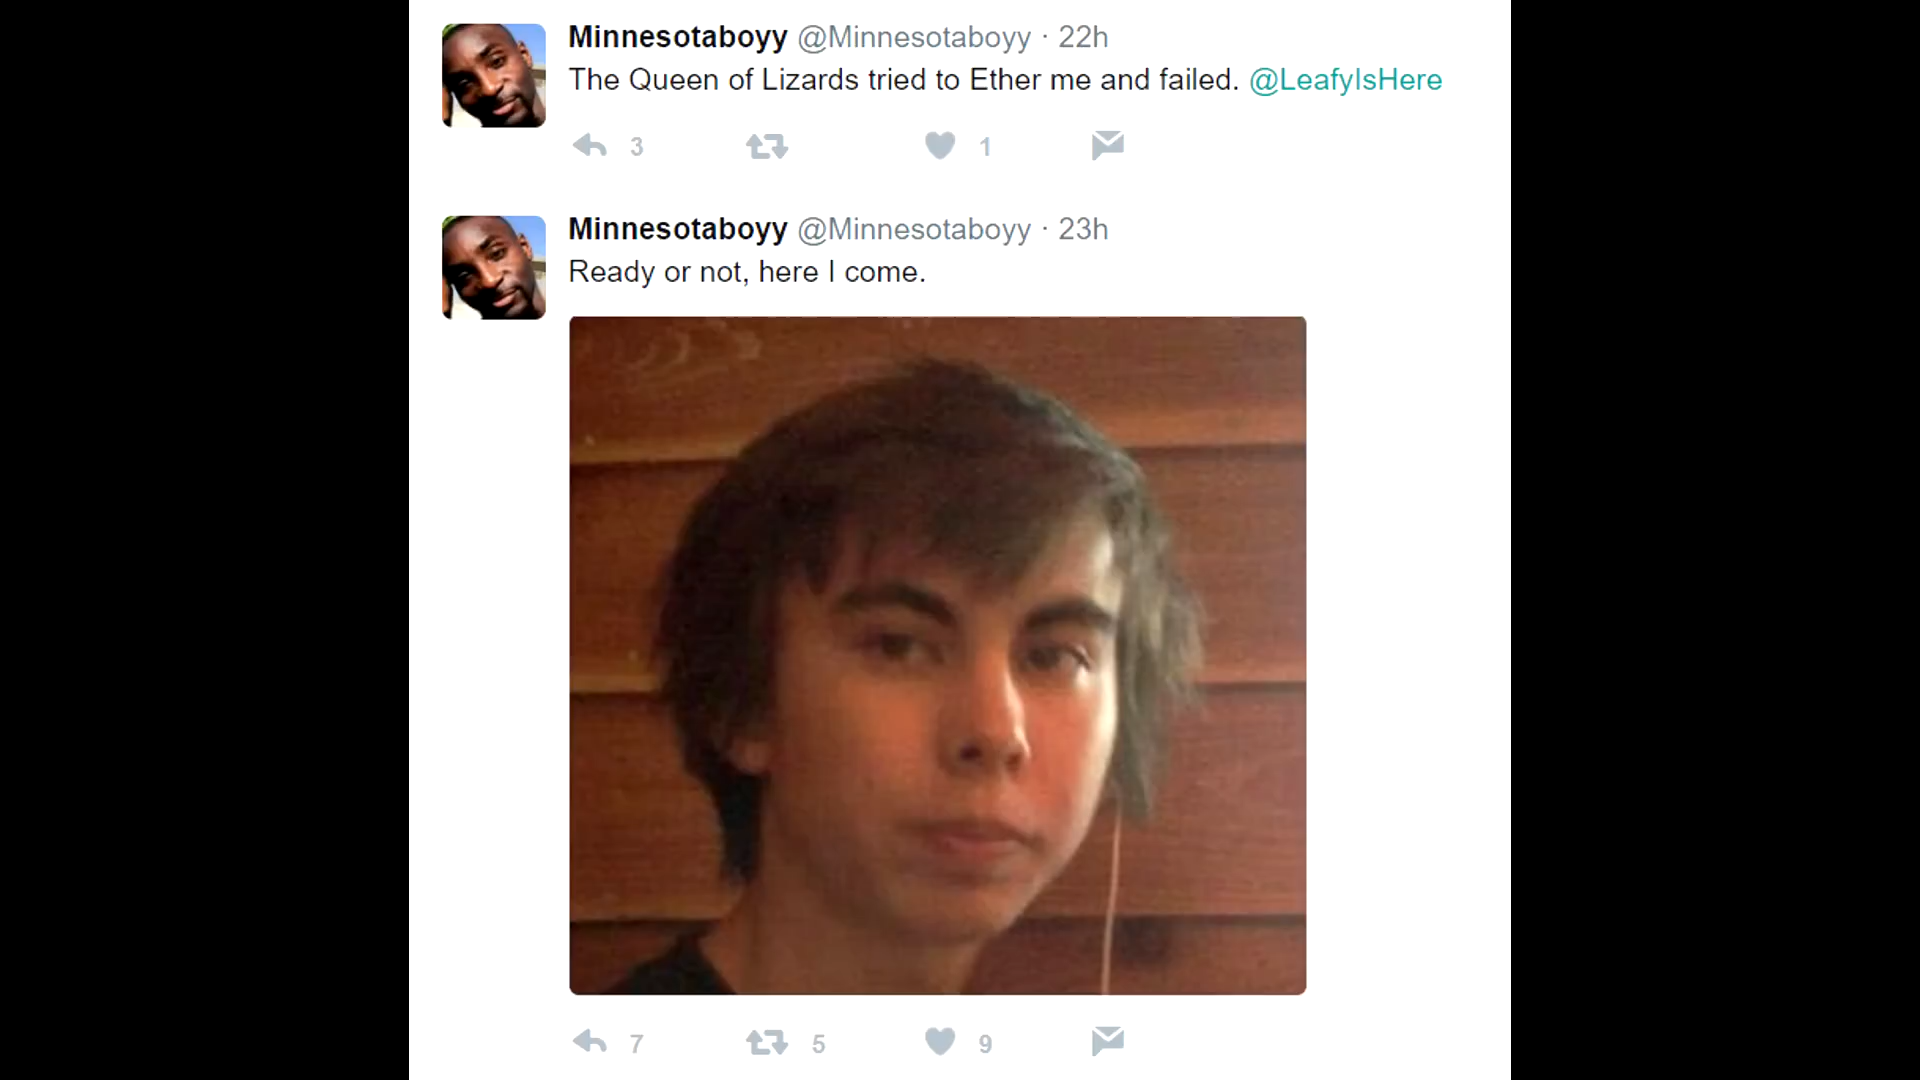 Minnesotaboyy @Minnesotaboyy · 22h
The Queen of Lizards tried to Ether me and failed. @LeafyIsHere
3 1
Minnesotaboyy @Minnesotaboyy · 23h
Ready or not, here I come.
7 5 9